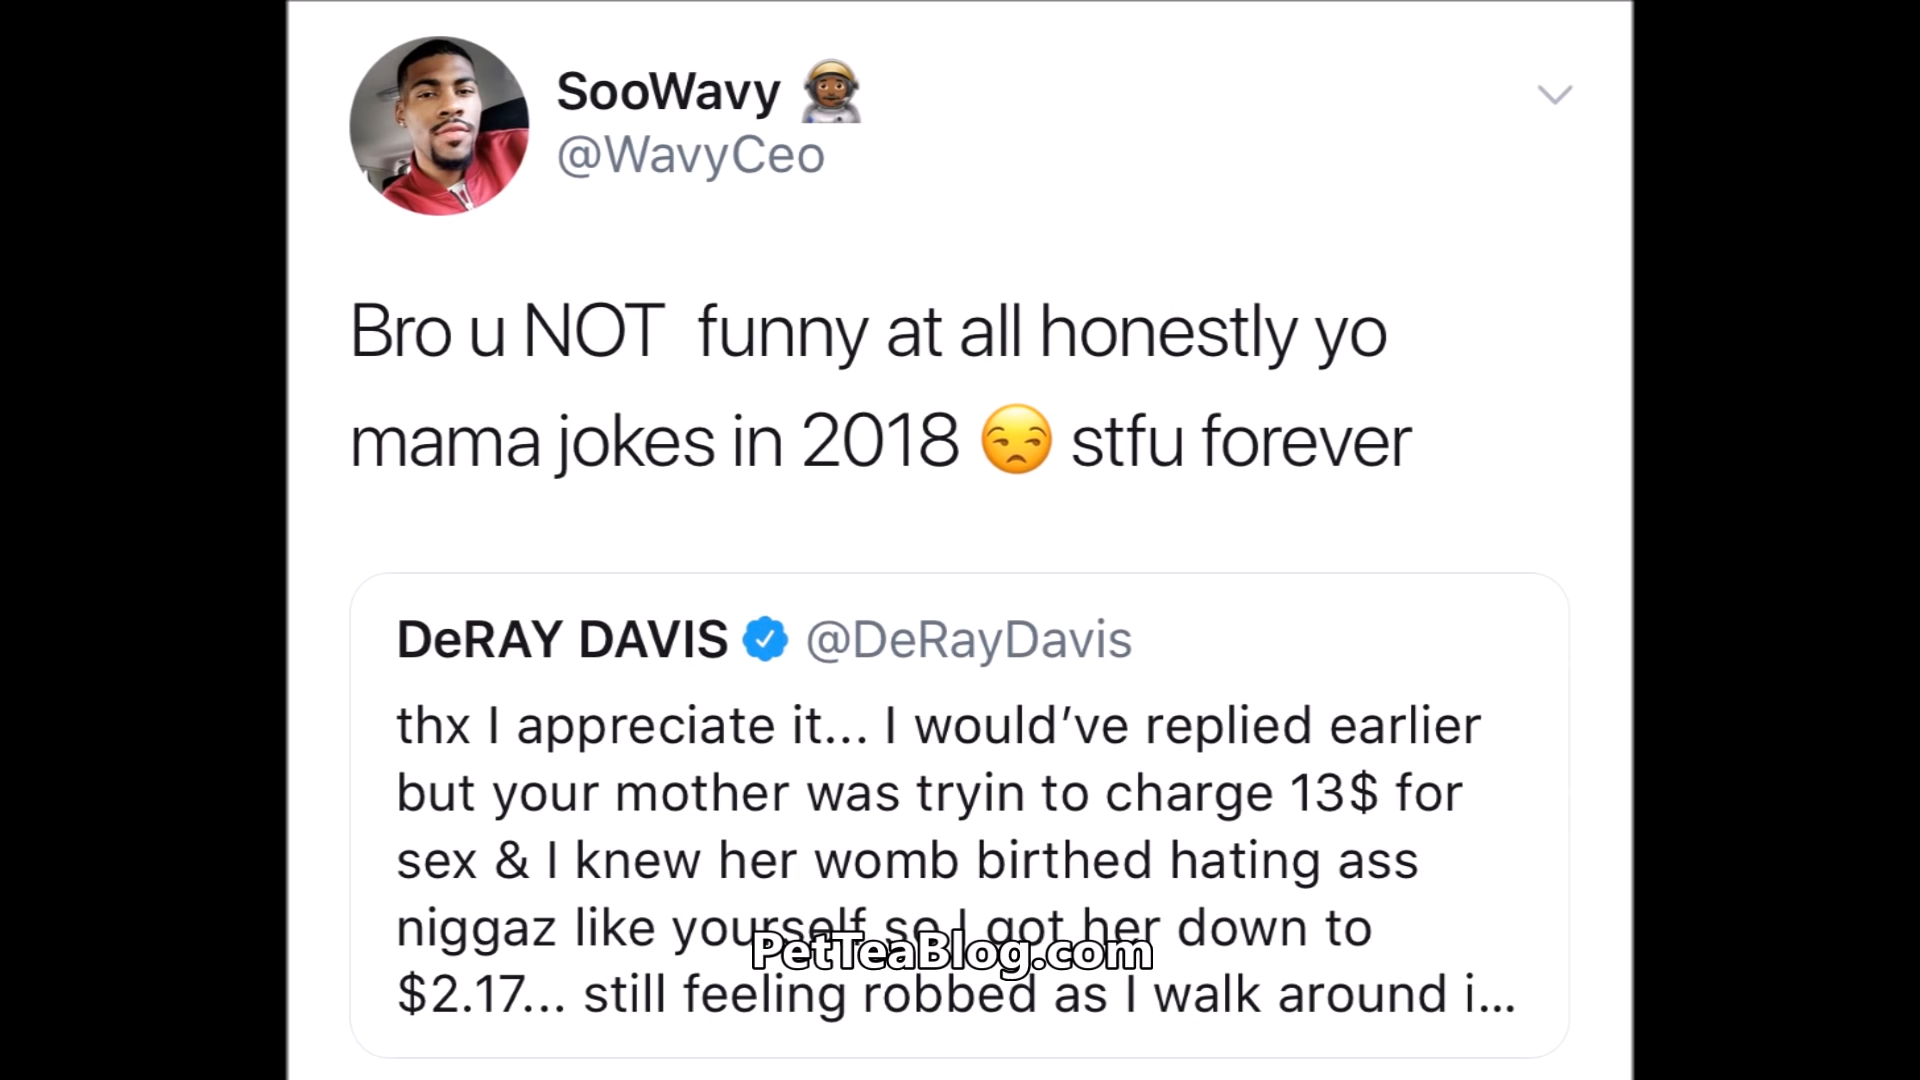 SooWavy 👨🏾‍🚀
@WavyCeo
Bro u NOT  funny at all honestly yo
mama jokes in 2018 😒 stfu forever
DeRAY DAVIS @DeRayDavis
thx I appreciate it... I would’ve replied earlier
but your mother was tryin to charge 13$ for
sex & I knew her womb birthed hating ass
niggaz like yourself so I got her down to
PetTeaBlog.com
$2.17... still feeling robbed as I walk around i...